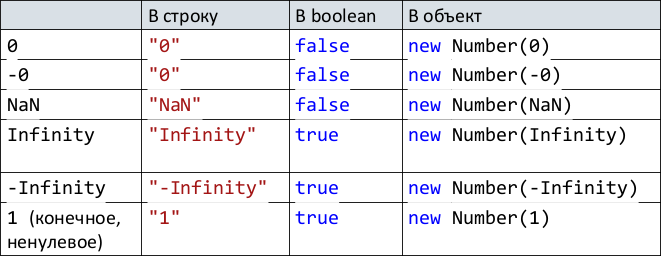 В строку В boolean В объект
0 "0" false new Number(0)
-0 "0" false new Number(-0)
NaN "NaN" false new Number(NaN)
Infinity "Infinity" true new Number(Infinity)
-Infinity "-Infinity" true new Number(-Infinity)
1 (конечное, "1" true new Number(1)
ненулевое)